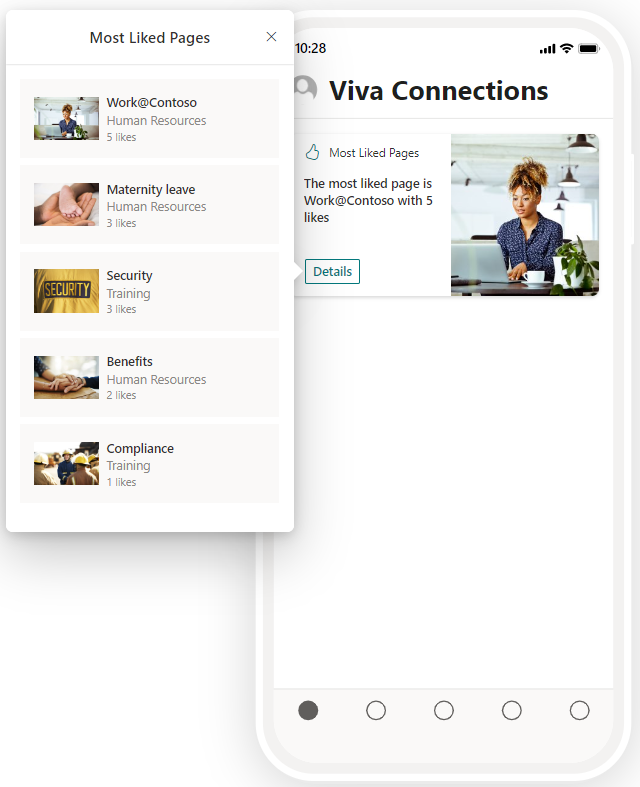 Most Liked Pages
Work@Contoso
Human Resources
5 likes
Maternity leave
Human Resources
3 likes
SECURITY
Security
Training
3 likes
Benefits
Human Resources
2 likes
Compliance
Training
1 likes
10:28
Viva Connections
Most Liked Pages
The most liked page is
Work@Contoso with 5
likes
Details